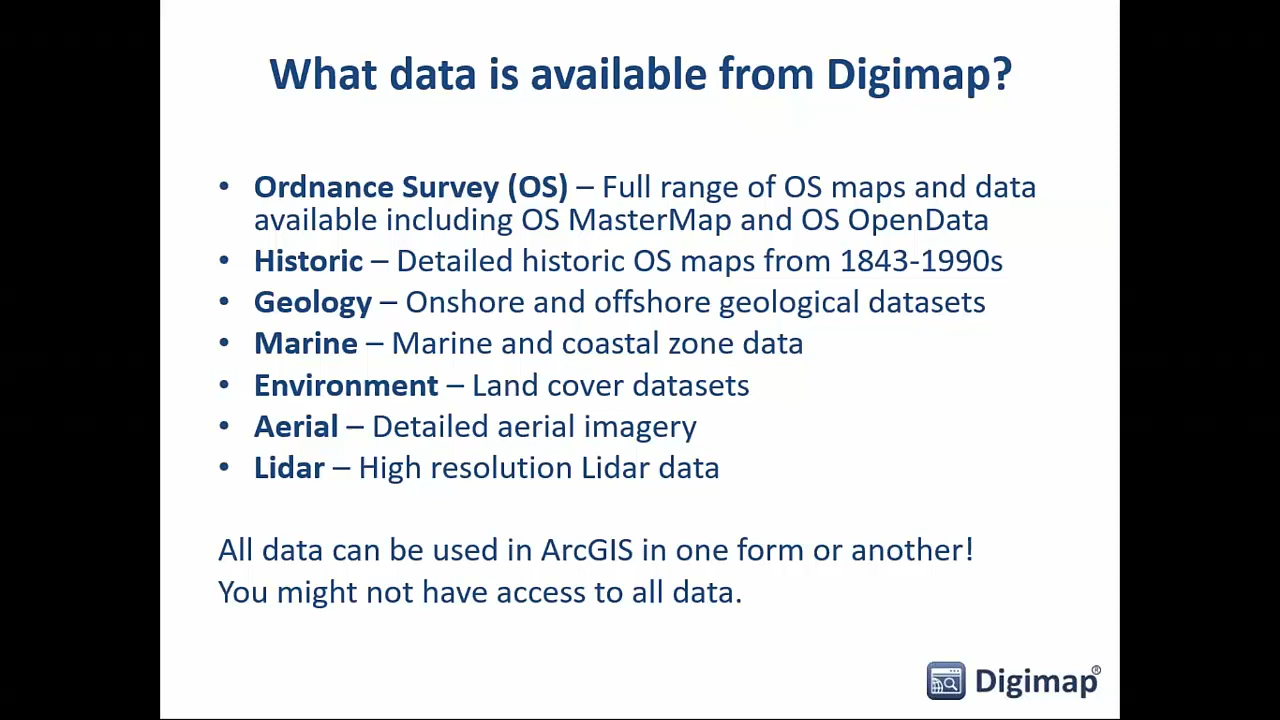 What data is available from Digimap?
• Ordnance Survey (OS) – Full range of OS maps and data
available including OS MasterMap and OS OpenData
• Historic – Detailed historic OS maps from 1843-1990s
• Geology – Onshore and offshore geological datasets
• Marine – Marine and coastal zone data
• Environment – Land cover datasets
• Aerial – Detailed aerial imagery
• Lidar – High resolution Lidar data
All data can be used in ArcGIS in one form or another!
You might not have access to all data.
Digimap®